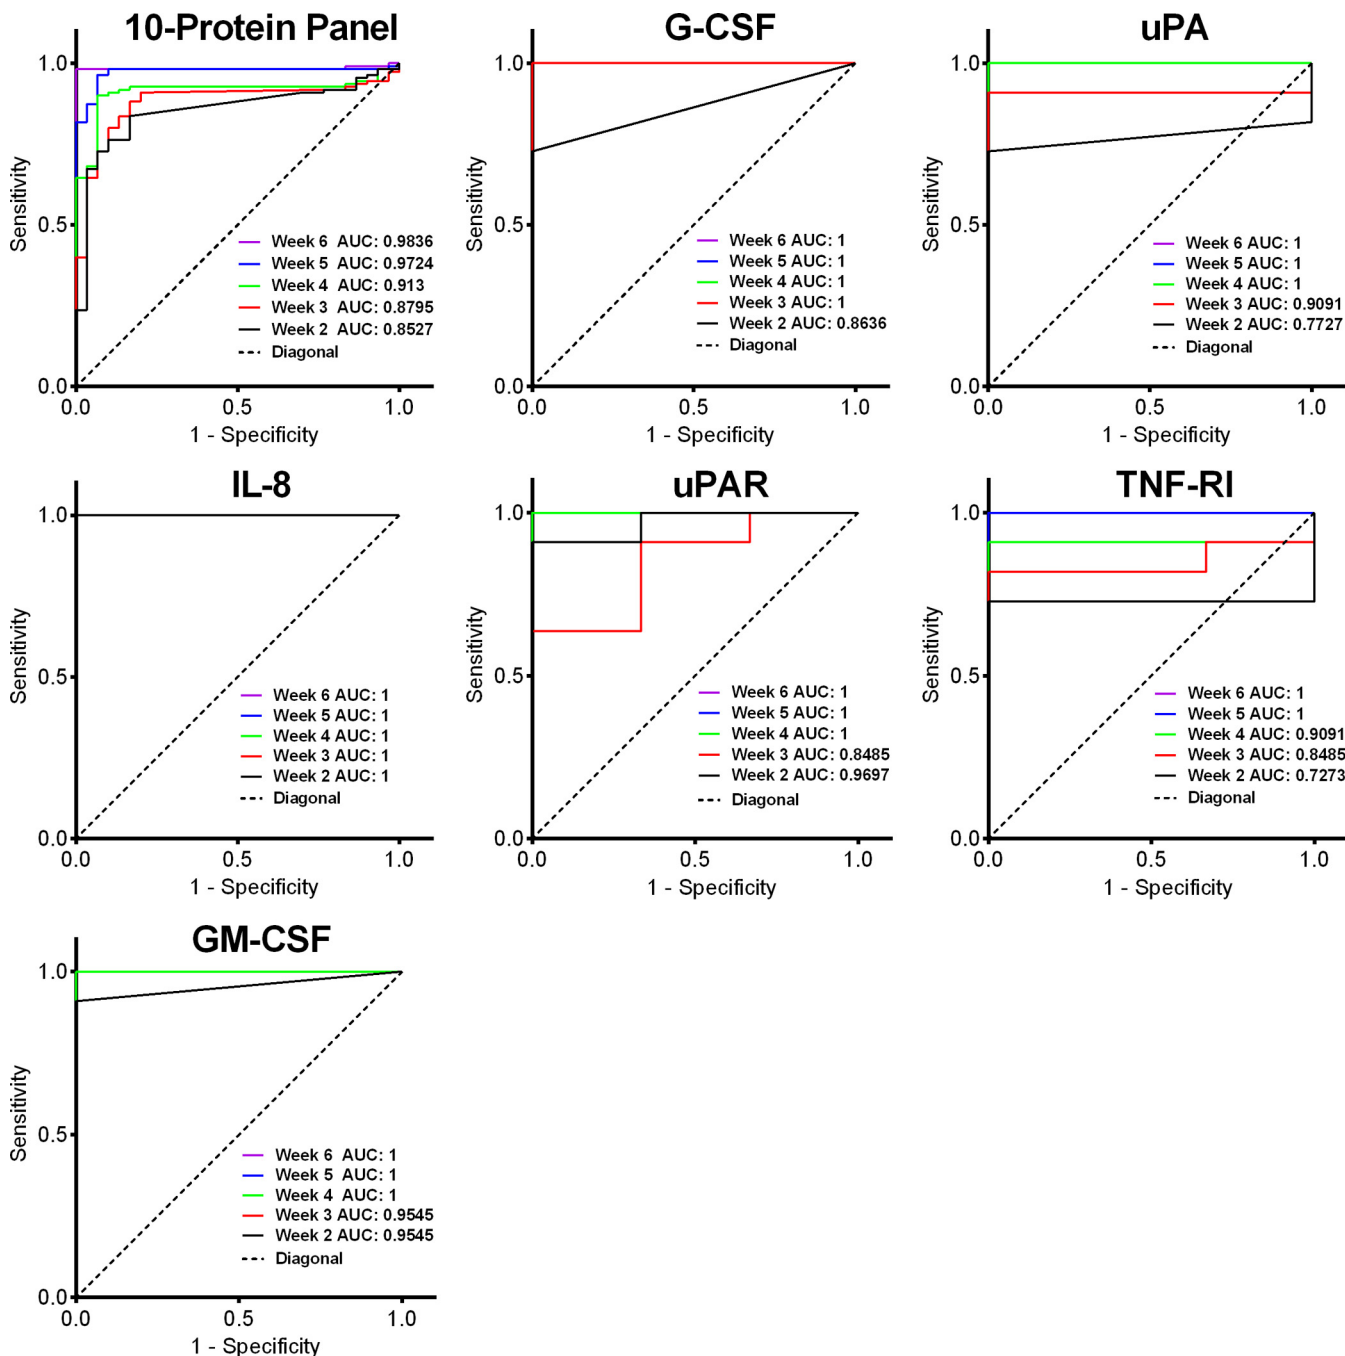 10-Protein Panel
1.0
0.5
0.0
Sensitivity
Week 6 AUC: 0.9836
Week 5 AUC: 0.9724
Week 4 AUC: 0.913
Week 3 AUC: 0.8795
Week 2 AUC: 0.8527
Diagonal
0.0 0.5 1.0
1 - Specificity
G-CSF
1.0
0.5
0.0
Sensitivity
Week 6 AUC: 1
Week 5 AUC: 1
Week 4 AUC: 1
Week 3 AUC: 1
Week 2 AUC: 0.8636
Diagonal
0.0 0.5 1.0
1 - Specificity
uPA
1.0
0.5
0.0
Sensitivity
Week 6 AUC: 1
Week 5 AUC: 1
Week 4 AUC: 1
Week 3 AUC: 0.9091
Week 2 AUC: 0.7727
Diagonal
0.0 0.5 1.0
1 - Specificity
IL-8
1.0
0.5
0.0
Sensitivity
Week 6 AUC: 1
Week 5 AUC: 1
Week 4 AUC: 1
Week 3 AUC: 1
Week 2 AUC: 1
Diagonal
0.0 0.5 1.0
1 - Specificity
uPAR
1.0
0.5
0.0
Sensitivity
Week 6 AUC: 1
Week 5 AUC: 1
Week 4 AUC: 1
Week 3 AUC: 0.8485
Week 2 AUC: 0.9697
Diagonal
0.0 0.5 1.0
1 - Specificity
TNF-RI
1.0
0.5
0.0
Sensitivity
Week 6 AUC: 1
Week 5 AUC: 1
Week 4 AUC: 0.9091
Week 3 AUC: 0.8485
Week 2 AUC: 0.7273
Diagonal
0.0 0.5 1.0
1 - Specificity
GM-CSF
1.0
0.5
0.0
Sensitivity
Week 6 AUC: 1
Week 5 AUC: 1
Week 4 AUC: 1
Week 3 AUC: 0.9545
Week 2 AUC: 0.9545
Diagonal
0.0 0.5 1.0
1 - Specificity